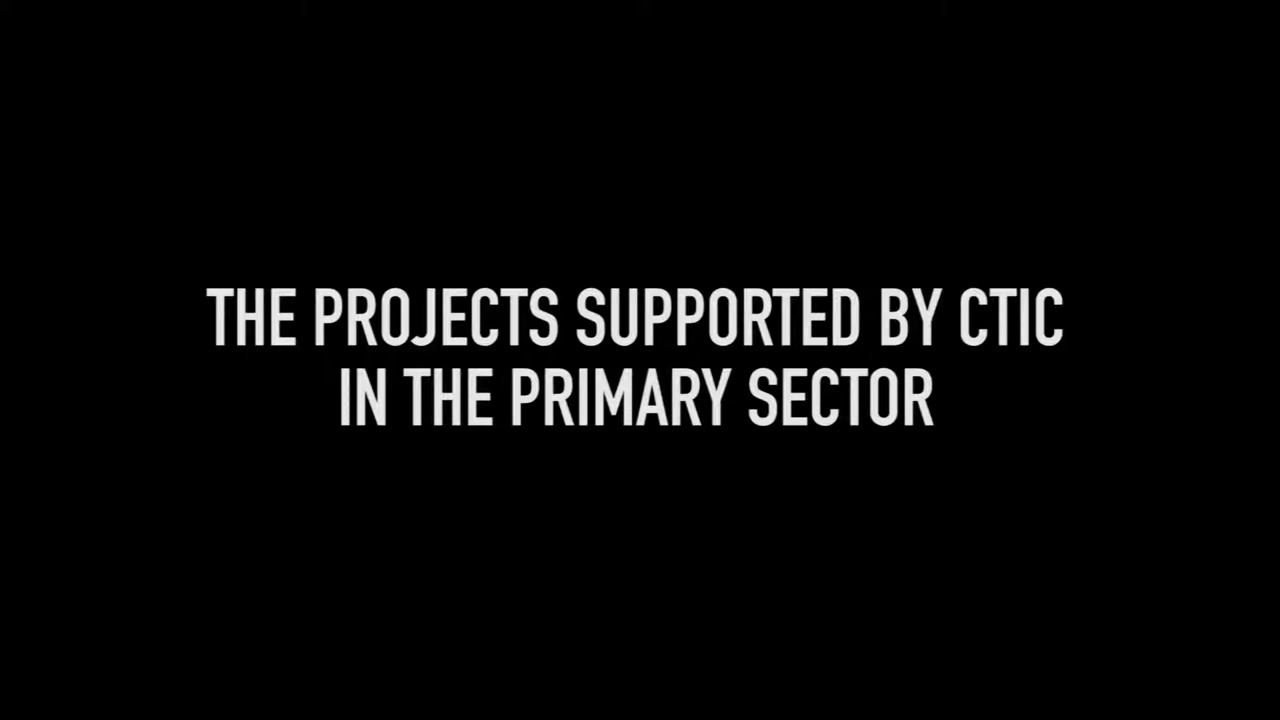 THE PROJECTS SUPPORTED BY CTIC
IN THE PRIMARY SECTOR